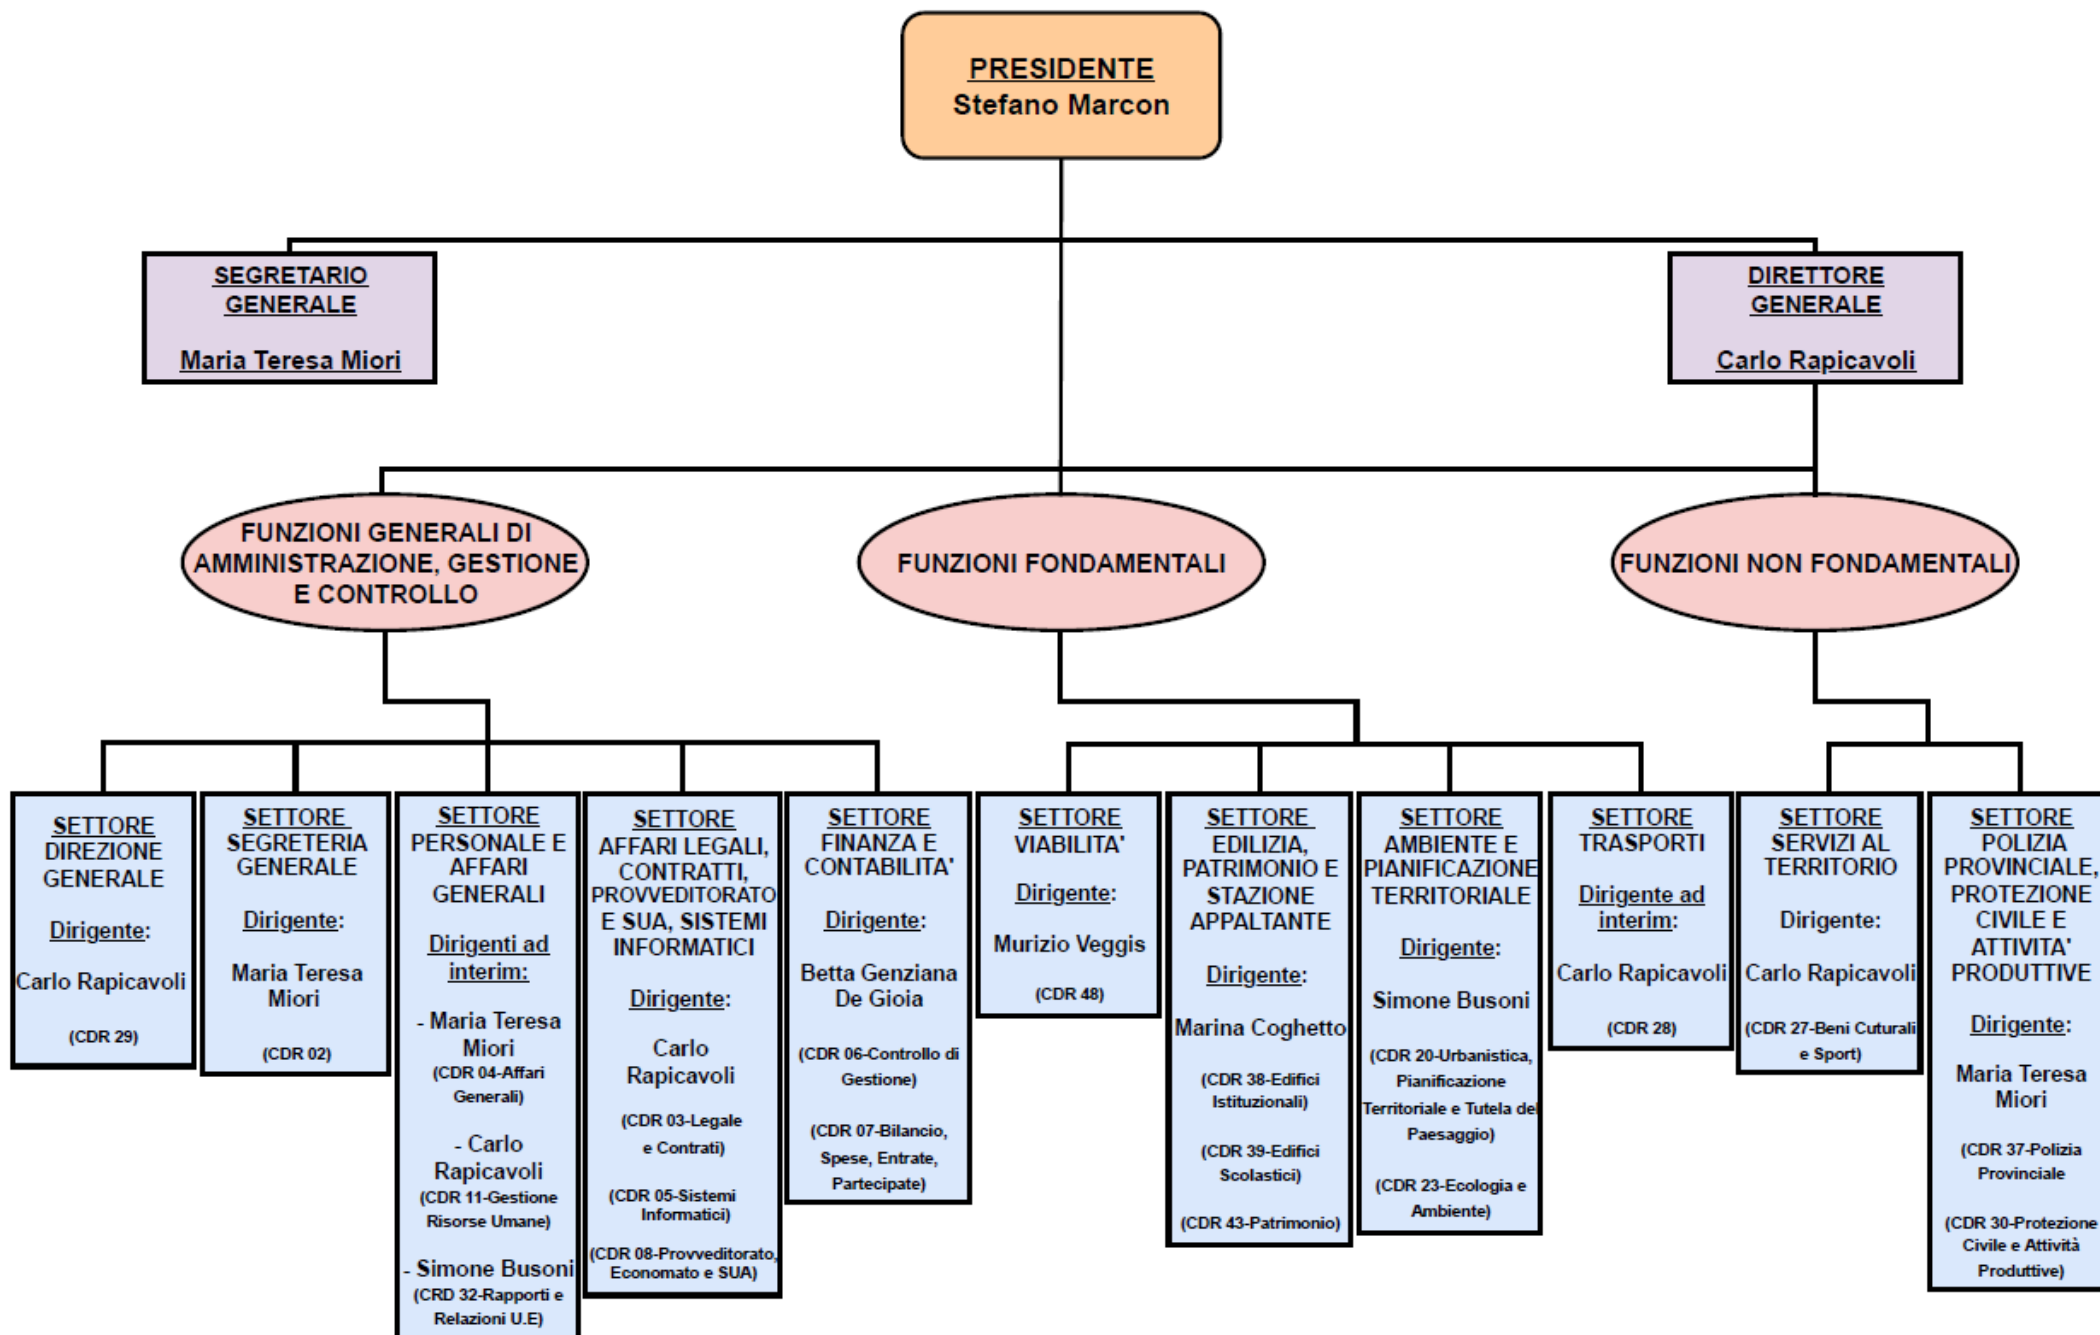 PRESIDENTE
Stefano Marcon
SEGRETARIO
GENERALE
Maria Teresa Miori
DIRETTORE
GENERALE
Carlo Rapicavoli
FUNZIONI GENERALI DI
AMMINISTRAZIONE, GESTIONE
E CONTROLLO
FUNZIONI FONDAMENTALI
FUNZIONI NON FONDAMENTALI
SETTORE
DIREZIONE
GENERALE
Dirigente:
Carlo Rapicavoli
(CDR 29)
SETTORE
SEGRETERIA
GENERALE
Dirigente:
Maria Teresa
Miori
(CDR 02)
SETTORE
PERSONALE E
AFFARI
GENERALI
Dirigenti ad
interim:
- Maria Teresa
Miori
(CDR 04-Affari
Generali)
- Carlo
Rapicavoli
(CDR 11-Gestione
Risorse Umane)
- Simone Busoni
(CRD 32-Rapporti e
Relazioni U.E)
SETTORE
AFFARI LEGALI,
CONTRATTI,
PROVVEDITORATO
E SUA, SISTEMI
INFORMATICI
Dirigente:
Carlo
Rapicavoli
(CDR 03-Legale
e Contrati)
(CDR 05-Sistemi
Informatici)
(CDR 08-Provveditorato,
Economato e SUA)
SETTORE
FINANZA E
CONTABILITA'
Dirigente:
Betta Genziana
De Gioia
(CDR 06-Controllo di
Gestione)
(CDR 07-Bilancio,
Spese, Entrate,
Partecipate)
SETTORE
VIABILITA'
Dirigente:
Murizio Veggis
(CDR 48)
SETTORE
EDILIZIA,
PATRIMONIO E
STAZIONE
APPALTANTE
Dirigente:
Marina Coghetto
(CDR 38-Edifici
Istituzionali)
(CDR 39-Edifici
Scolastici)
(CDR 43-Patrimonio)
SETTORE
AMBIENTE E
PIANIFICAZIONE
TERRITORIALE
Dirigente:
Simone Busoni
(CDR 20-Urbanistica,
Pianificazione
Territoriale e Tutela del
Paesaggio)
(CDR 23-Ecologia e
Ambiente)
SETTORE
TRASPORTI
Dirigente ad
interim:
Carlo Rapicavoli
(CDR 28)
SETTORE
SERVIZI AL
TERRITORIO
Dirigente:
Carlo Rapicavoli
(CDR 27-Beni Cuturali
e Sport)
SETTORE
POLIZIA
PROVINCIALE,
PROTEZIONE
CIVILE E
ATTIVITA'
PRODUTTIVE
Dirigente:
Maria Teresa
Miori
(CDR 37-Polizia
Provinciale
(CDR 30-Protezione
Civile e Attività
Produttive)